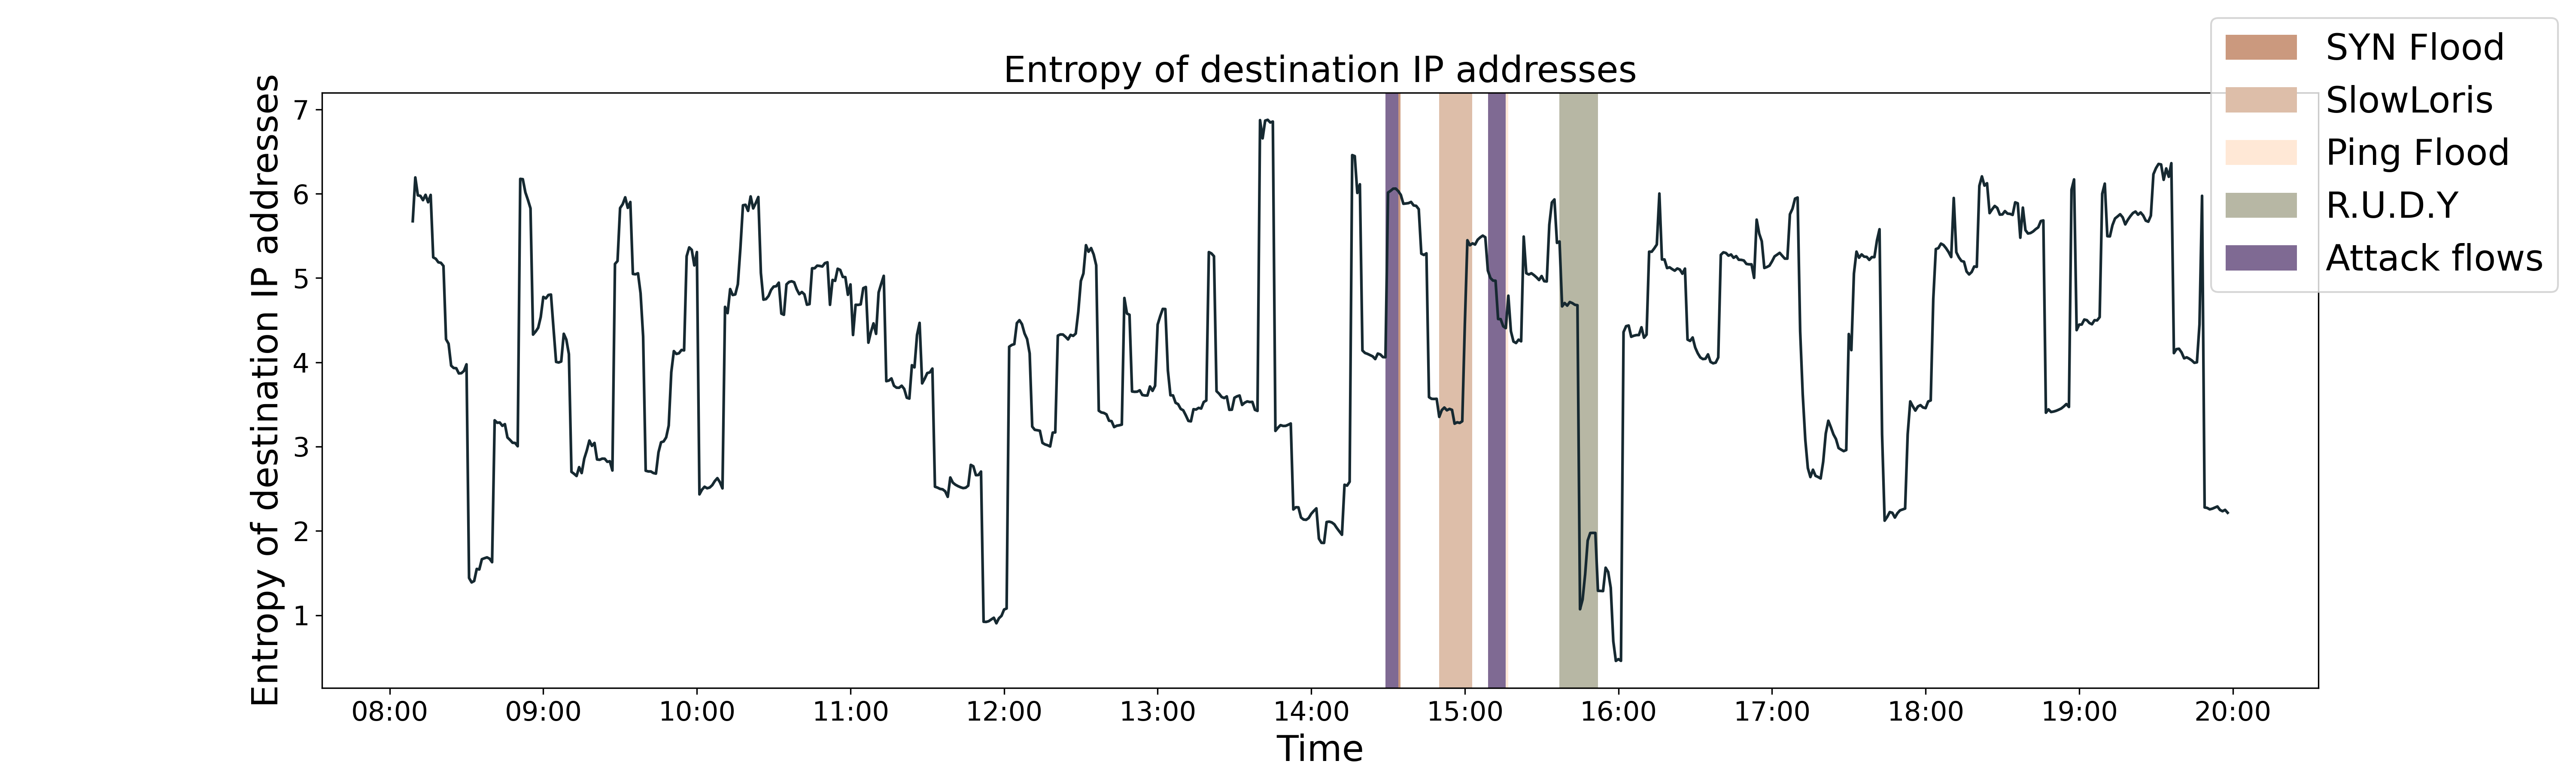 Entropy of destination IP addresses
SYN Flood
SlowLoris
Ping Flood
R.U.D.Y
Attack flows
Entropy of destination IP addresses
7
6
5
4
3
2
1
08:00 09:00 10:00 11:00 12:00 13:00 14:00 15:00 16:00 17:00 18:00 19:00 20:00
Time